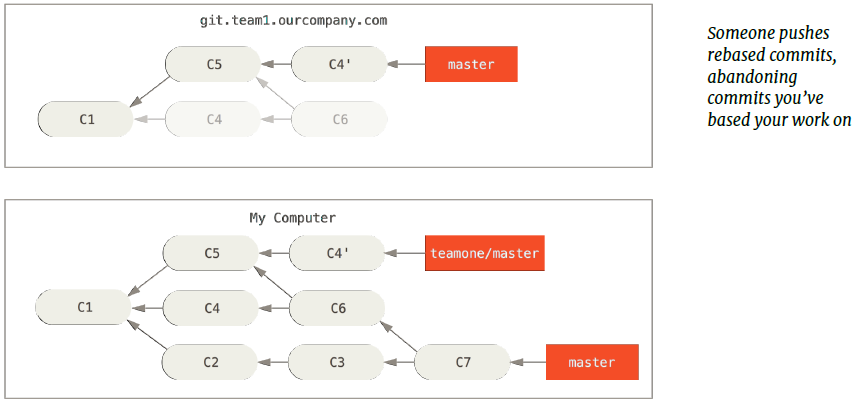 git.team1.ourcompany.com
C5
C4'
master
C1
C4
C6
Someone pushes
rebased commits,
abandoning
commits you’ve
based your work on
My Computer
C5
C4'
teamone/master
C1
C4
C6
C2
C3
C7
master